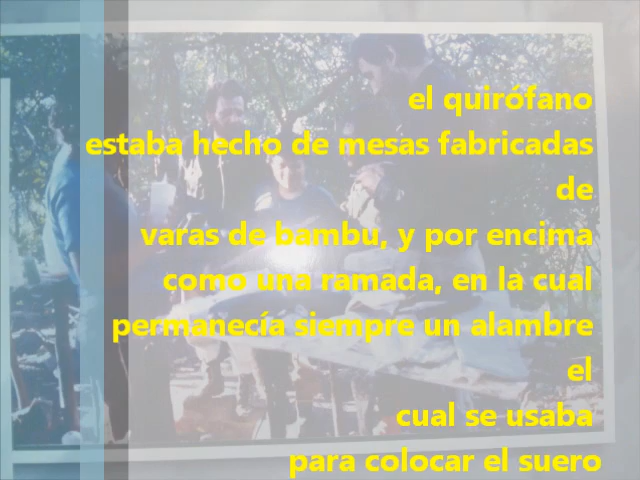 el quirófano
estaba hecho de mesas fabricadas
de
varas de bambu, y por encima
como una ramada, en la cual
permanecía siempre un alambre
el
cual se usaba
para colocar el suero